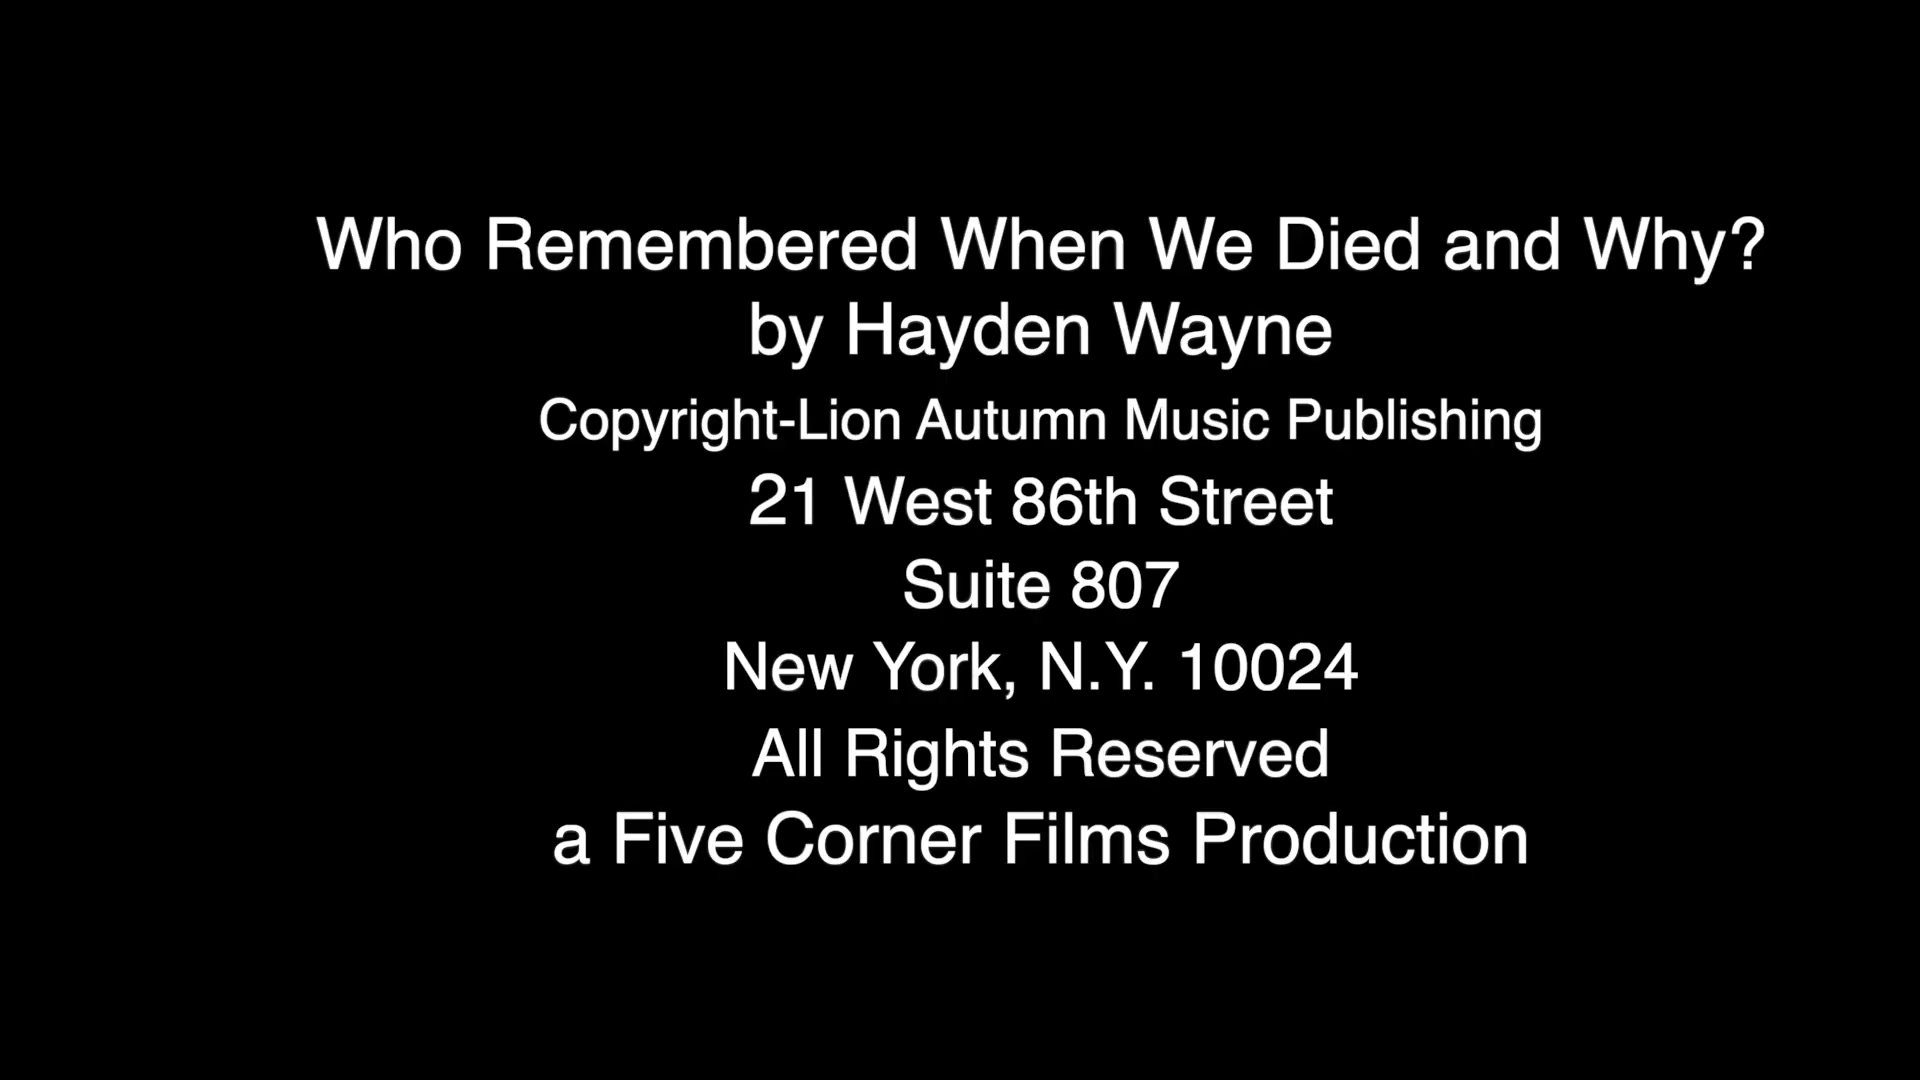 Who Remembered When We Died and Why?
by Hayden Wayne
Copyright-Lion Autumn Music Publishing
21 West 86th Street
Suite 807
New York, N.Y. 10024
All Rights Reserved
a Five Corner Films Production